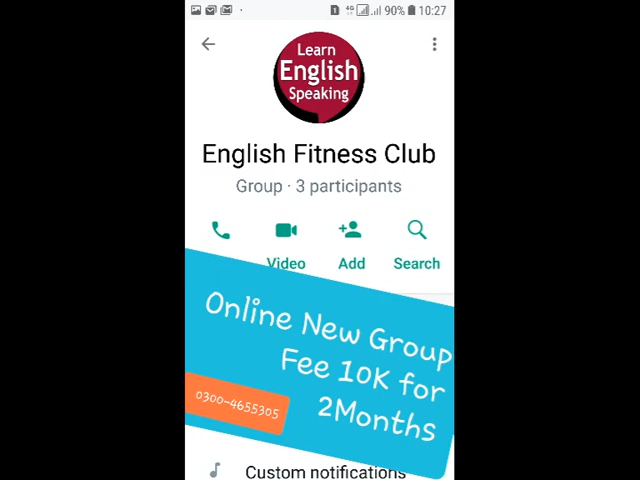 4G 90% 10:27
Learn
English
Speaking
English Fitness Club
Group · 3 participants
Video Add Search
Online New Group
Fee 10K for
2Months
0300-4655305
Custom notifications